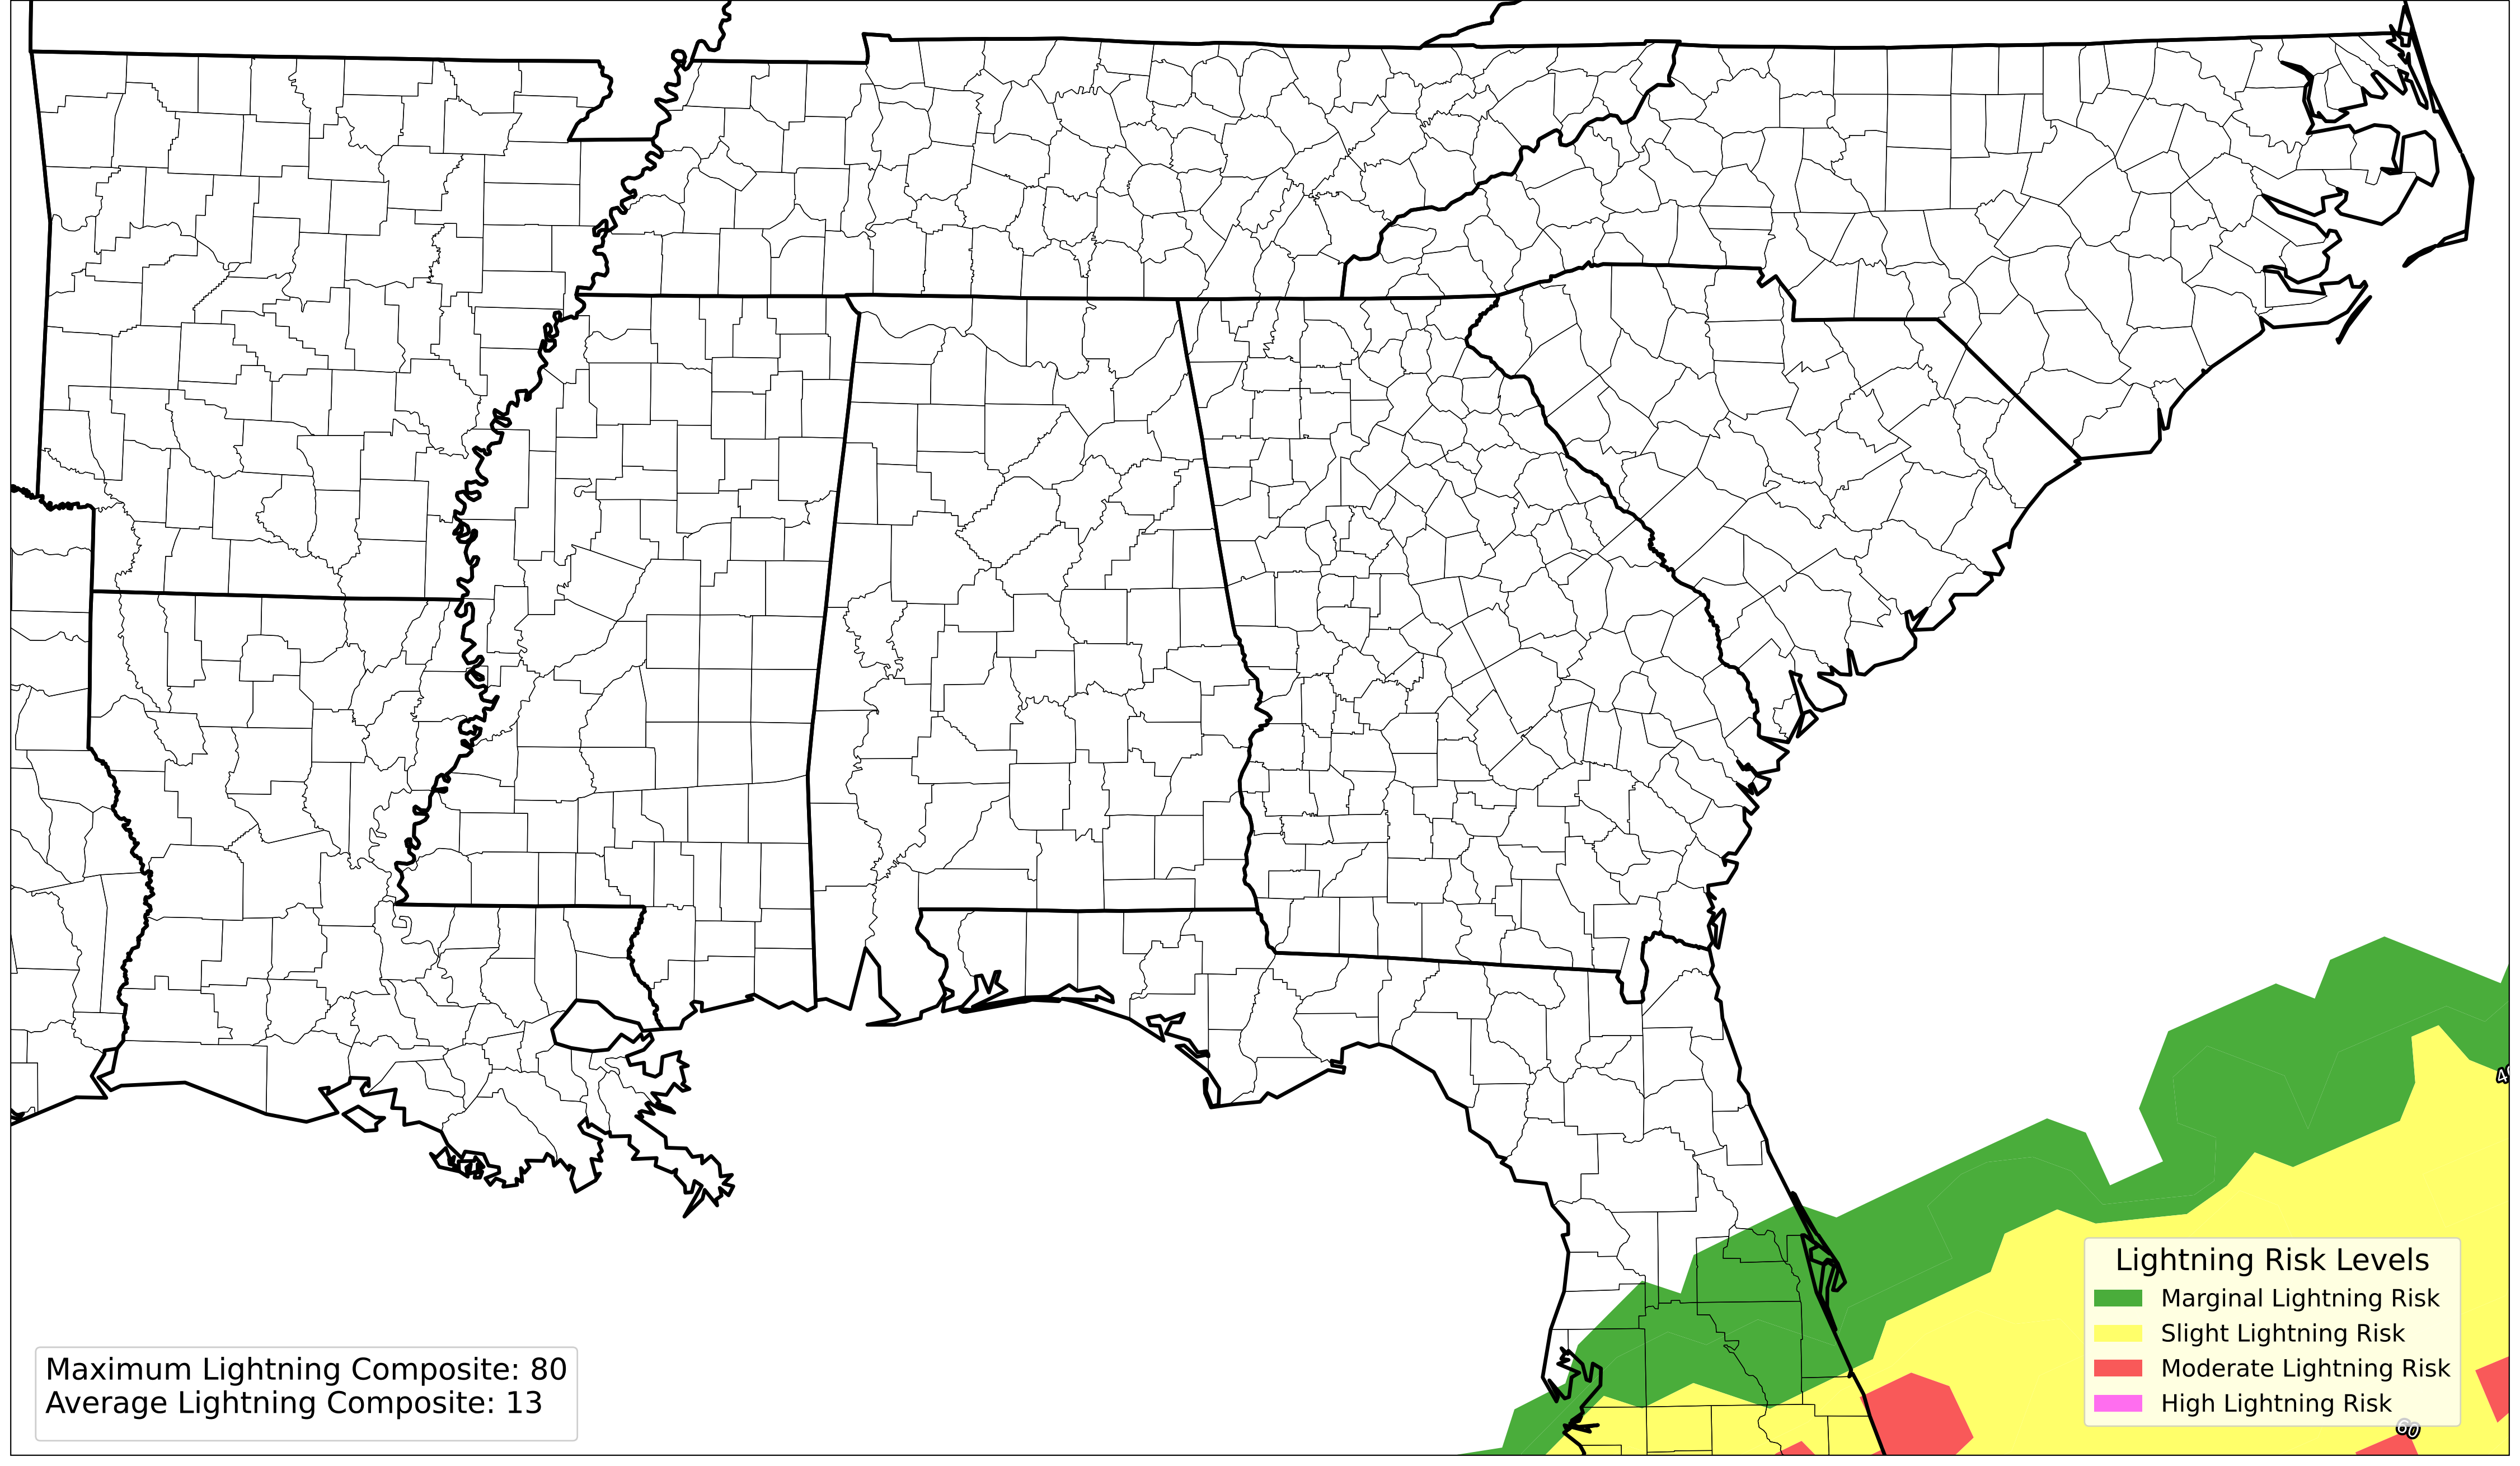 Lightning Risk Levels
Marginal Lightning Risk
Slight Lightning Risk
Moderate Lightning Risk
High Lightning Risk
60
Maximum Lightning Composite: 80
Average Lightning Composite: 13